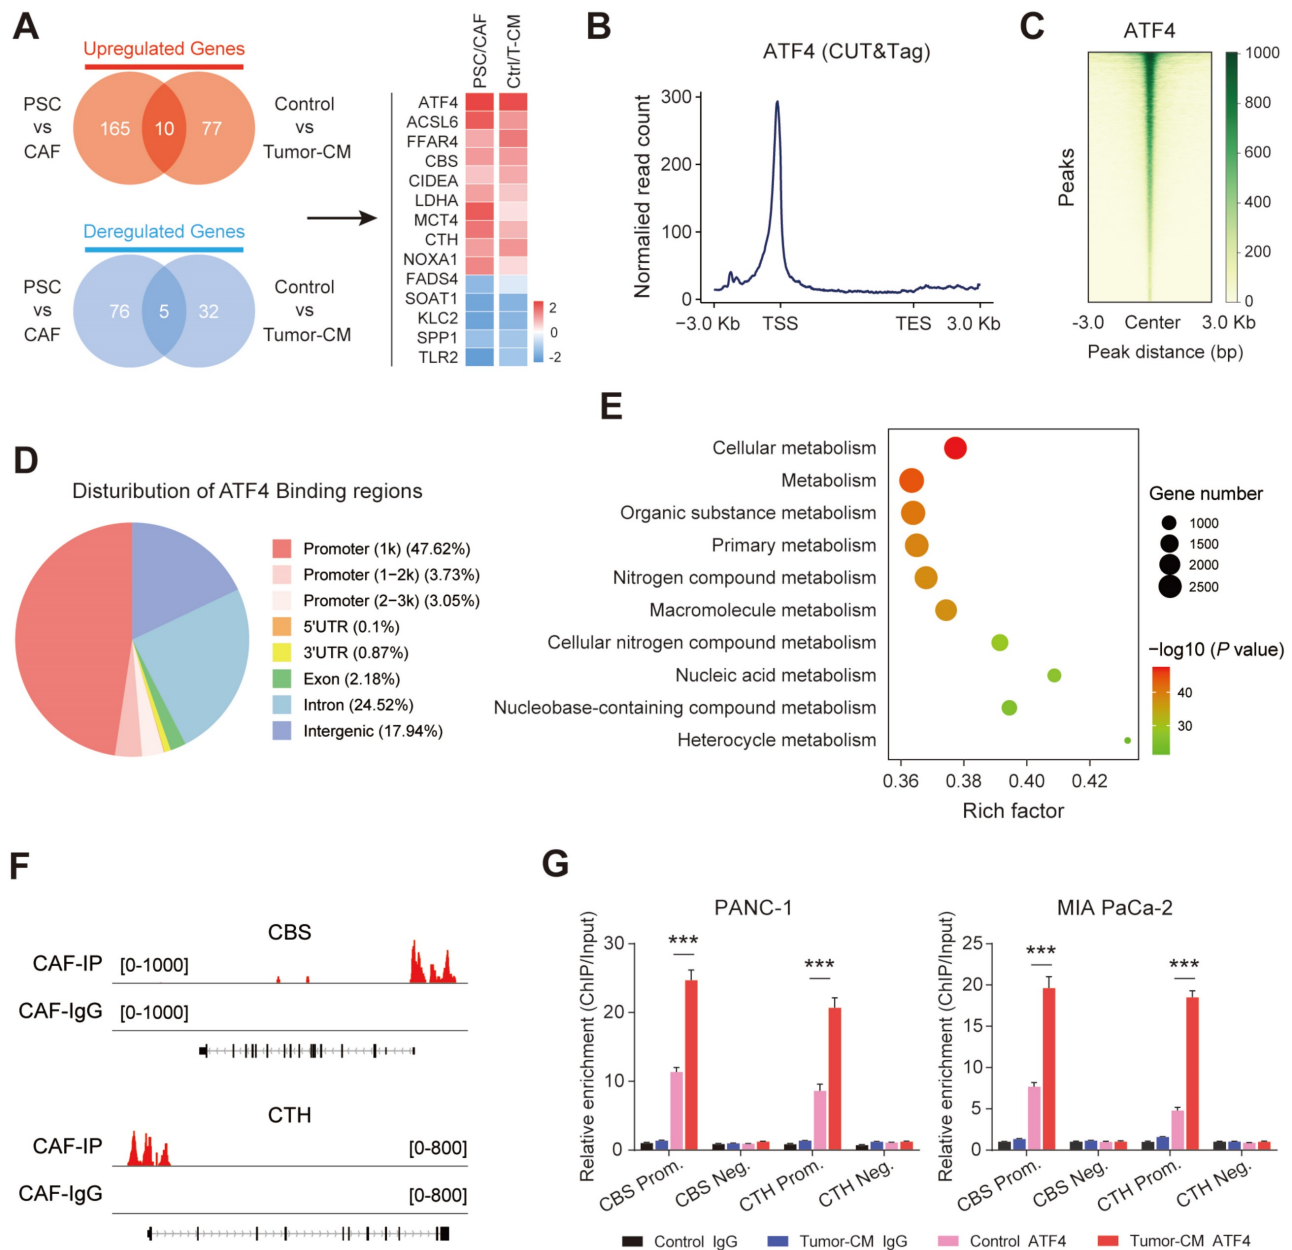 A
Upregulated Genes
PSC
vs
CAF
165
10
77
Control
vs
Tumor-CM
Deregulated Genes
PSC
vs
CAF
76
5
32
Control
vs
Tumor-CM
PSC/CAF
Ctrl/T-CM
ATF4
ACSL6
FFAR4
CBS
CIDEA
LDHA
MCT4
CTH
NOXA1
FADS4
SOAT1
KLC2
SPP1
TLR2
2
0
-2
B
ATF4 (CUT&Tag)
Normalied read count
300
200
100
0
−3.0 Kb
TSS
TES
3.0 Kb
C
ATF4
Peaks
1000
800
600
400
200
0
-3.0
Center
3.0 Kb
Peak distance (bp)
D
Disturibution of ATF4 Binding regions
Promoter (1k) (47.62%)
Promoter (1−2k) (3.73%)
Promoter (2−3k) (3.05%)
5'UTR (0.1%)
3'UTR (0.87%)
Exon (2.18%)
Intron (24.52%)
Intergenic (17.94%)
E
Cellular metabolism
Metabolism
Organic substance metabolism
Primary metabolism
Nitrogen compound metabolism
Macromolecule metabolism
Cellular nitrogen compound metabolism
Nucleic acid metabolism
Nucleobase-containing compound metabolism
Heterocycle metabolism
0.36
0.38
0.40
0.42
Rich factor
Gene number
1000
1500
2000
2500
−log10 (P value)
40
30
F
CBS
CAF-IP
[0-1000]
CAF-IgG
[0-1000]
CTH
CAF-IP
[0-800]
CAF-IgG
[0-800]
G
PANC-1
Relative enrichment (ChIP/Input)
30
20
10
0
***
***
CBS Prom.
CBS Neg.
CTH Prom.
CTH Neg.
MIA PaCa-2
Relative enrichment (ChIP/Input)
25
20
15
10
5
0
***
***
CBS Prom.
CBS Neg.
CTH Prom.
CTH Neg.
Control IgG
Tumor-CM IgG
Control ATF4
Tumor-CM ATF4